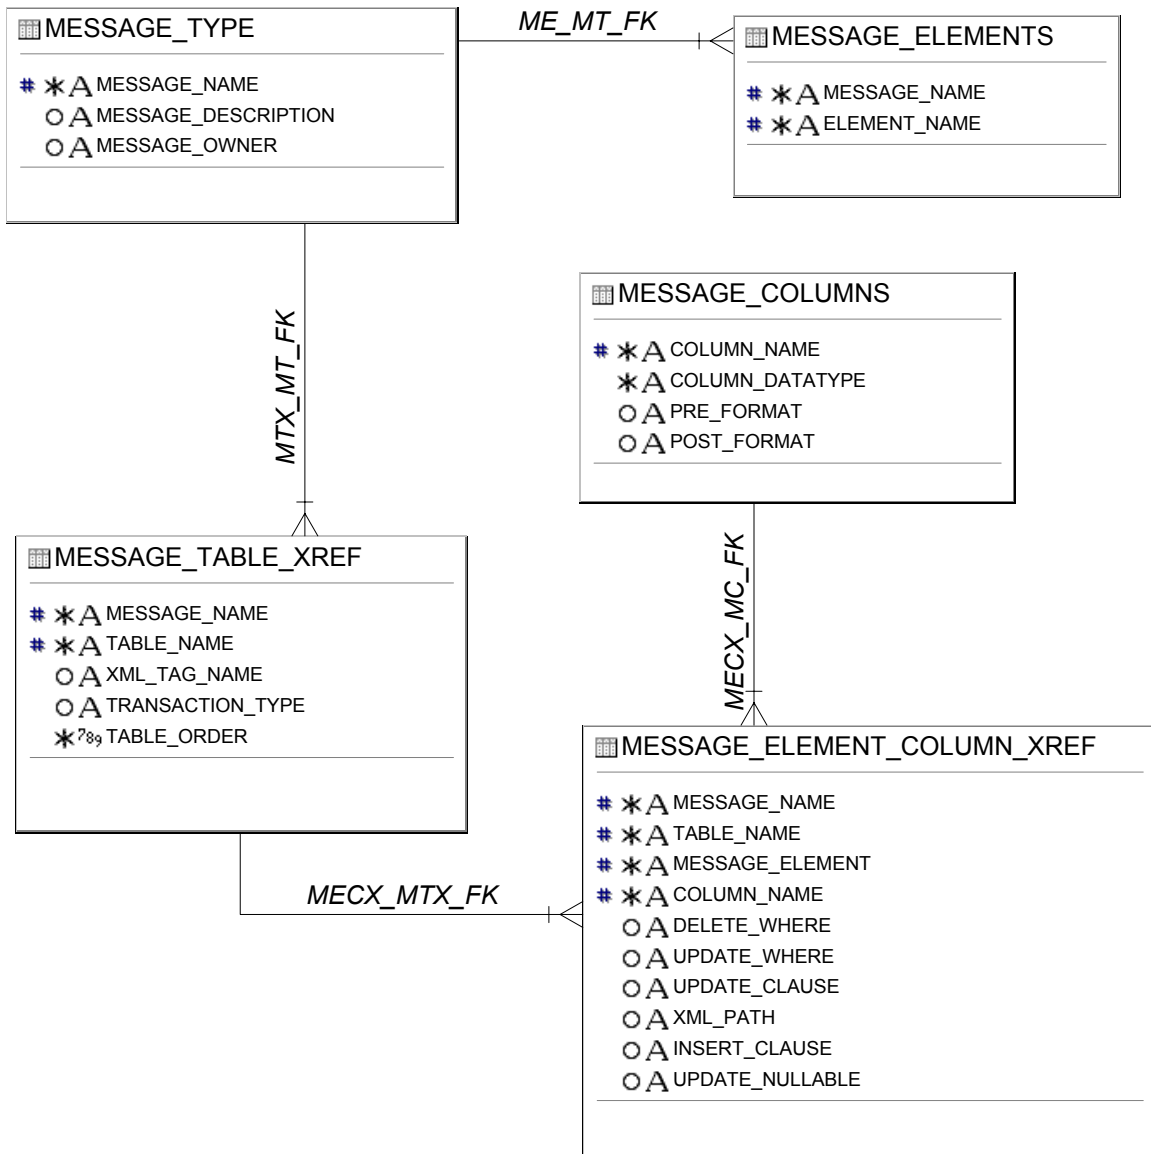 MESSAGE_TYPE
# * A MESSAGE_NAME
O A MESSAGE_DESCRIPTION
O A MESSAGE_OWNER
ME_MT_FK
MESSAGE_ELEMENTS
# * A MESSAGE_NAME
# * A ELEMENT_NAME
MTX_MT_FK
MESSAGE_COLUMNS
# * A COLUMN_NAME
* A COLUMN_DATATYPE
O A PRE_FORMAT
O A POST_FORMAT
MECX_MC_FK
MESSAGE_TABLE_XREF
# * A MESSAGE_NAME
# * A TABLE_NAME
O A XML_TAG_NAME
O A TRANSACTION_TYPE
* 789 TABLE_ORDER
MECX_MTX_FK
MESSAGE_ELEMENT_COLUMN_XREF
# * A MESSAGE_NAME
# * A TABLE_NAME
# * A MESSAGE_ELEMENT
# * A COLUMN_NAME
O A DELETE_WHERE
O A UPDATE_WHERE
O A UPDATE_CLAUSE
O A XML_PATH
O A INSERT_CLAUSE
O A UPDATE_NULLABLE